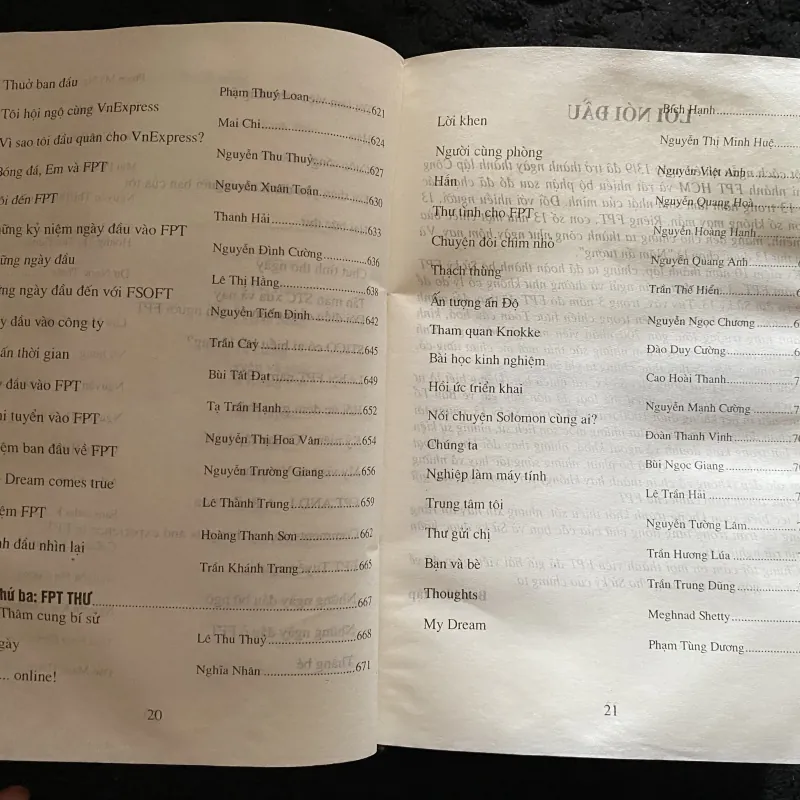 Thuở ban đầu Phạm Thuý Loan 621
Tôi hội ngộ cùng VnExpress Mai Chi 624
Vì sao tôi đầu quân cho VnExpress? Nguyễn Thu Thuỷ 627
Bóng đá, Em và FPT Nguyễn Xuân Toản 630
ôi đến FPT Thanh Hải 633
hững kỷ niệm ngày đầu vào FPT Nguyễn Đình Cường 636
hững ngày đầu Lê Thị Hằng 638
ững ngày đầu đến với FSOFT Nguyễn Tiến Định 642
y đầu vào công ty Trần Cay 645
ấn thời gian Bùi Tất Đạt 649
y đầu vào FPT Tạ Trần Hạnh 652
i tuyển vào FPT Nguyễn Thị Hoa Vân 654
iệm ban đầu về FPT Nguyễn Trường Giang 656
Dream comes true Lê Thành Trung 659
iệm FPT Hoàng Thanh Sơn 662
nh đầu nhìn lại Trần Khánh Trang 665
hứ ba: FPT THƯ 667
Thâm cung bí sử Lê Thu Thuỷ 668
gày Nghĩa Nhân 671
... online!
20
Bích Hạnh
Lời khen Nguyễn Thị Minh Huệ
Người cùng phòng Nguyễn Việt Anh
Hắn Nguyễn Quang Hoà
Thư tình cho FPT Nguyễn Hoàng Hạnh
Chuyện đôi chim nhỏ Nguyễn Quang Anh
Thạch thùng Trần Thế Hiển
Ấn tượng ấn Độ Nguyễn Ngọc Chương
Tham quan Knokke Đào Duy Cường
Bài học kinh nghiệm Cao Hoài Thanh
Hồi ức triển khai Nguyễn Mạnh Cường
Nói chuyện Solomon cùng ai? Đoàn Thanh Vinh
Chúng ta Bùi Ngọc Giang
Nghiệp làm máy tính Lê Trần Hải
Trung tâm tôi Nguyễn Tường Lâm
Thư gửi chị Trần Hương Lúa
Bạn và bè Trần Trung Dũng
Thoughts Meghnad Shetty
My Dream Phạm Tùng Dương
21